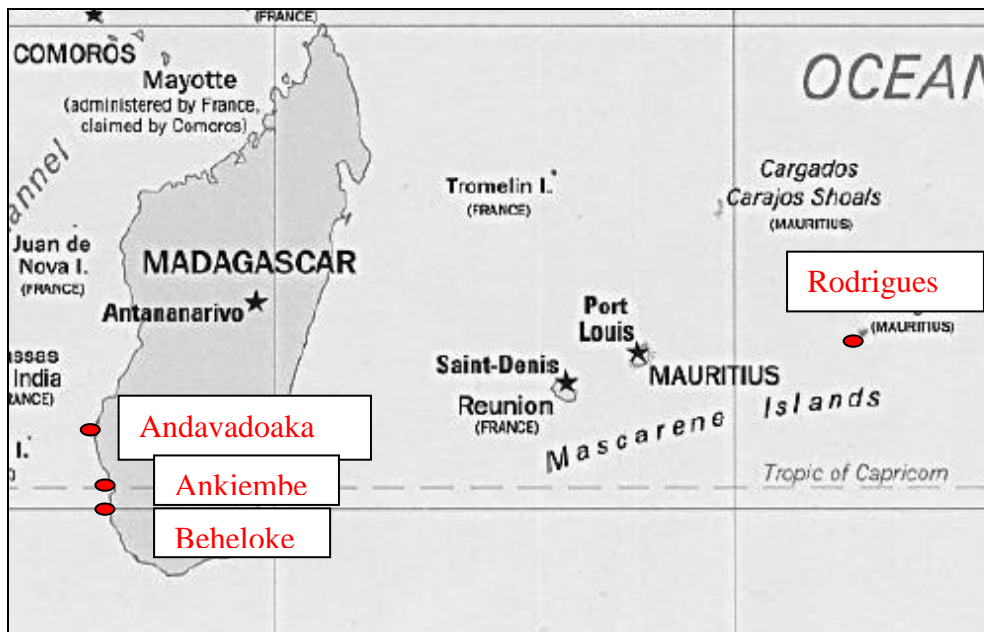 (FRANCE)
COMOROS
Mayotte
(administered by France,
claimed by Comoros)
OCEAN
annel
Tromelin I.
(FRANCE)
Cargados
Carajos Shoals
(MAURITIUS)
Juan de
Nova I.
(FRANCE)
MADAGASCAR
Antananarivo
Rodrigues
(MAURITIUS)
Port
Louis
assas
India
RANCE)
Saint-Denis
MAURITIUS
Reunion
(FRANCE)
Mascarene Islands
Andavadoaka
I.
Tropic of Capricorn
Ankiembe
Beheloke